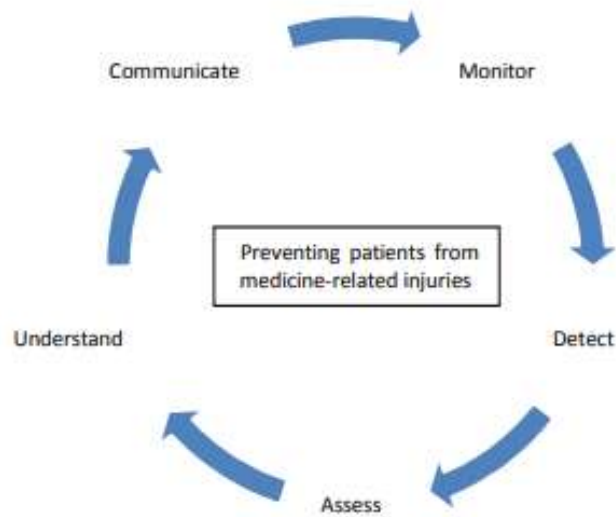 Communicate
Monitor
Preventing patients from
medicine-related injuries
Understand
Detect
Assess